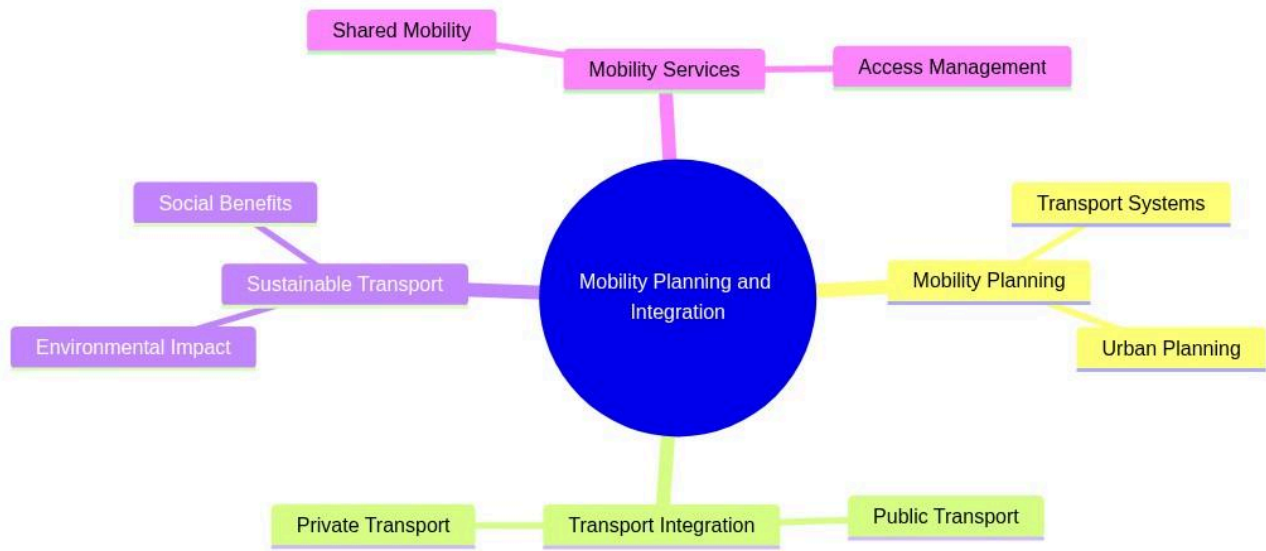 Shared Mobility
Mobility Services
Access Management
Social Benefits
Transport Systems
Sustainable Transport
Mobility Planning and
Integration
Mobility Planning
Environmental Impact
Urban Planning
Private Transport
Transport Integration
Public Transport